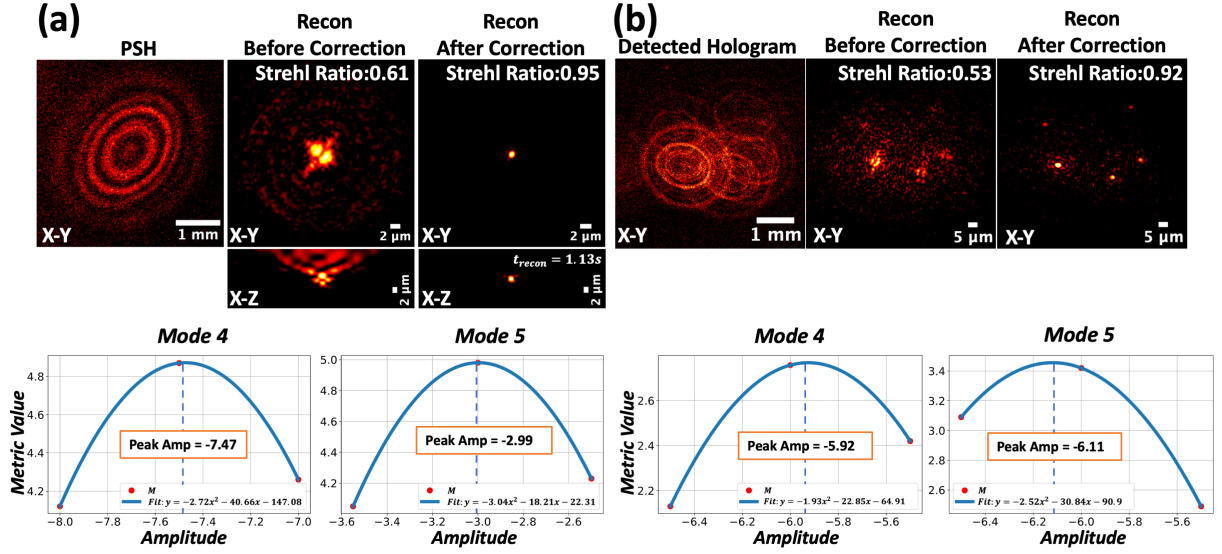 (a)
PSH
Recon
Before Correction
Recon
After Correction
Strehl Ratio:0.61
Strehl Ratio:0.95
X-Y
1 mm
X-Y
2 μm
X-Y
2 μm
X-Z
2 μm
t_recon = 1.13s
2 μm
(b)
Detected Hologram
Recon
Before Correction
Recon
After Correction
Strehl Ratio:0.53
Strehl Ratio:0.92
X-Y
1 mm
X-Y
5 μm
X-Y
5 μm
Mode 4
Metric Value
4.8
4.6
4.4
4.2
Peak Amp = -7.47
M
Fit: y = −2.72x² − 40.66x − 147.08
−8.0 −7.8 −7.6 −7.4 −7.2 −7.0
Amplitude
Mode 5
5.0
4.8
4.6
4.4
4.2
Peak Amp = -2.99
M
Fit: y = −3.04x² − 18.21x − 22.31
−3.6 −3.4 −3.2 −3.0 −2.8 −2.6
Amplitude
Mode 4
Metric Value
2.6
2.4
2.2
Peak Amp = -5.92
M
Fit: y = −1.93x² − 22.85x − 64.91
−6.4 −6.2 −6.0 −5.8 −5.6
Amplitude
Mode 5
3.4
3.2
3.0
2.8
2.6
Peak Amp = -6.11
M
Fit: y = −2.52x² − 30.84x − 90.9
−6.4 −6.2 −6.0 −5.8 −5.6
Amplitude